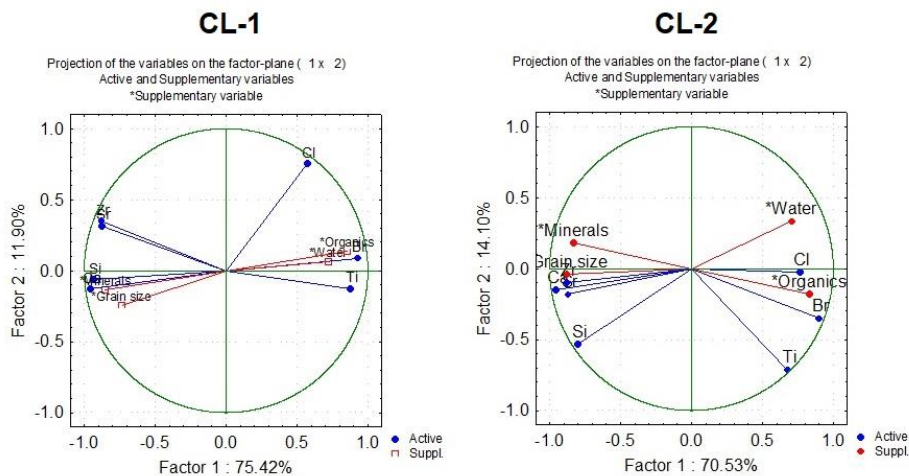 CL-1
Projection of the variables on the factor-plane ( 1 x 2)
Active and Supplementary variables
*Supplementary variable
1.0
0.5
0.0
-0.5
-1.0
Factor 2 : 11.90%
Cl
Sr
*Organics
Br
*Water
Si
*Minerals
*Grain size
Ti
-1.0 -0.5 0.0 0.5 1.0
Factor 1 : 75.42%
Active
Suppl.
CL-2
Projection of the variables on the factor-plane ( 1 x 2)
Active and Supplementary variables
*Supplementary variable
1.0
0.5
0.0
-0.5
-1.0
Factor 2 : 14.10%
*Water
*Minerals
Grain size
Cl
*Organics
Br
Si
Ti
-1.0 -0.5 0.0 0.5 1.0
Factor 1 : 70.53%
Active
Suppl.